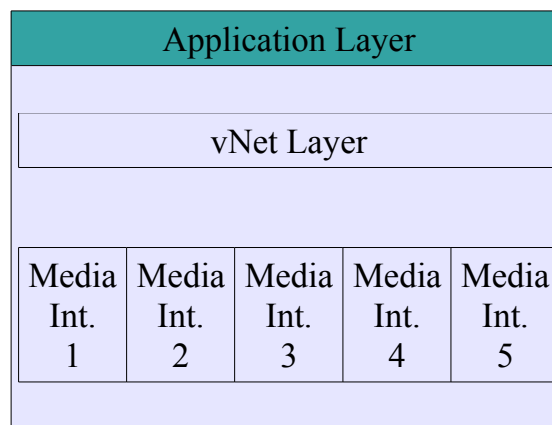 Application Layer
vNet Layer
Media Media Media Media Media
Int. Int. Int. Int. Int.
1 2 3 4 5